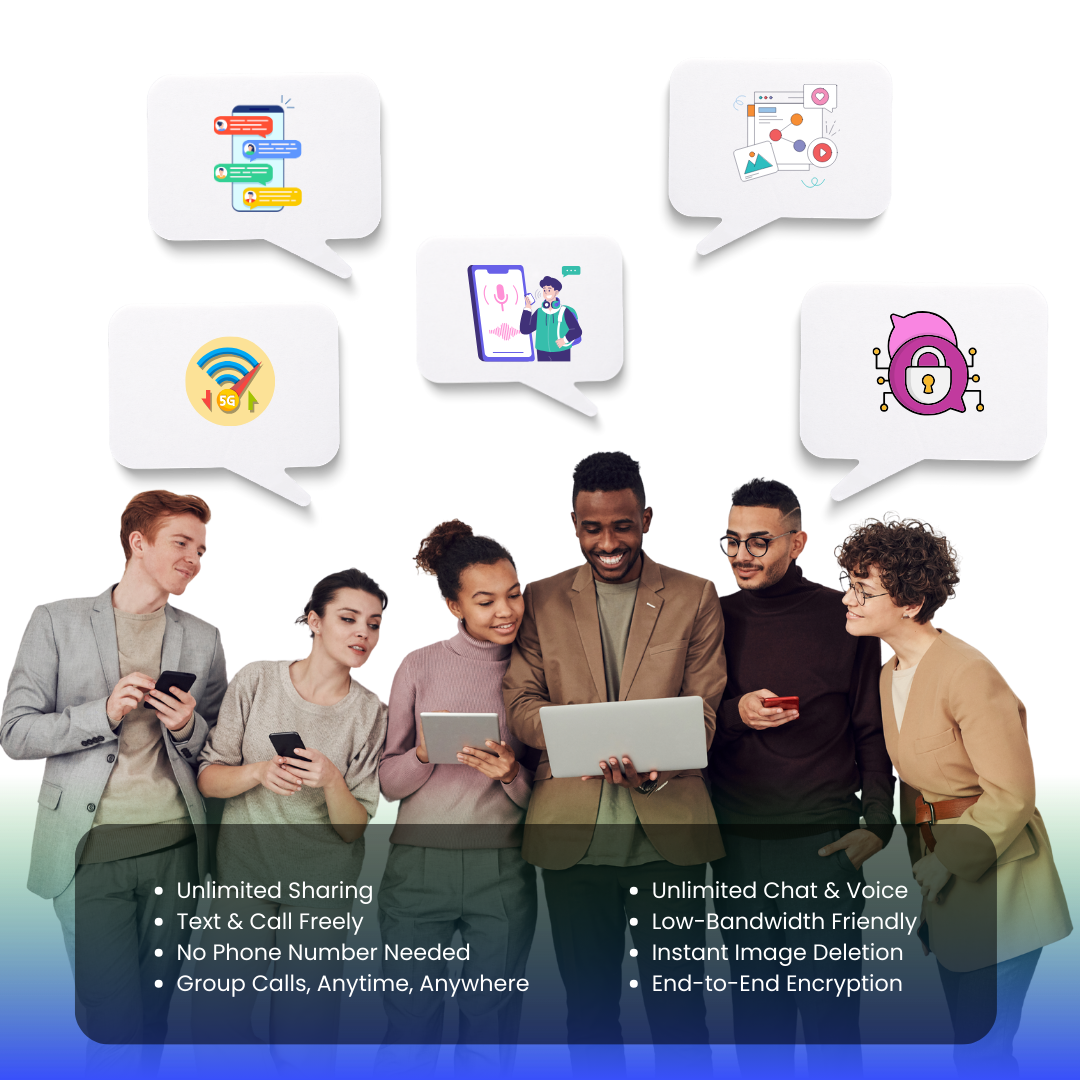 5G
Unlimited Sharing
Text & Call Freely
No Phone Number Needed
Group Calls, Anytime, Anywhere
Unlimited Chat & Voice
Low-Bandwidth Friendly
Instant Image Deletion
End-to-End Encryption